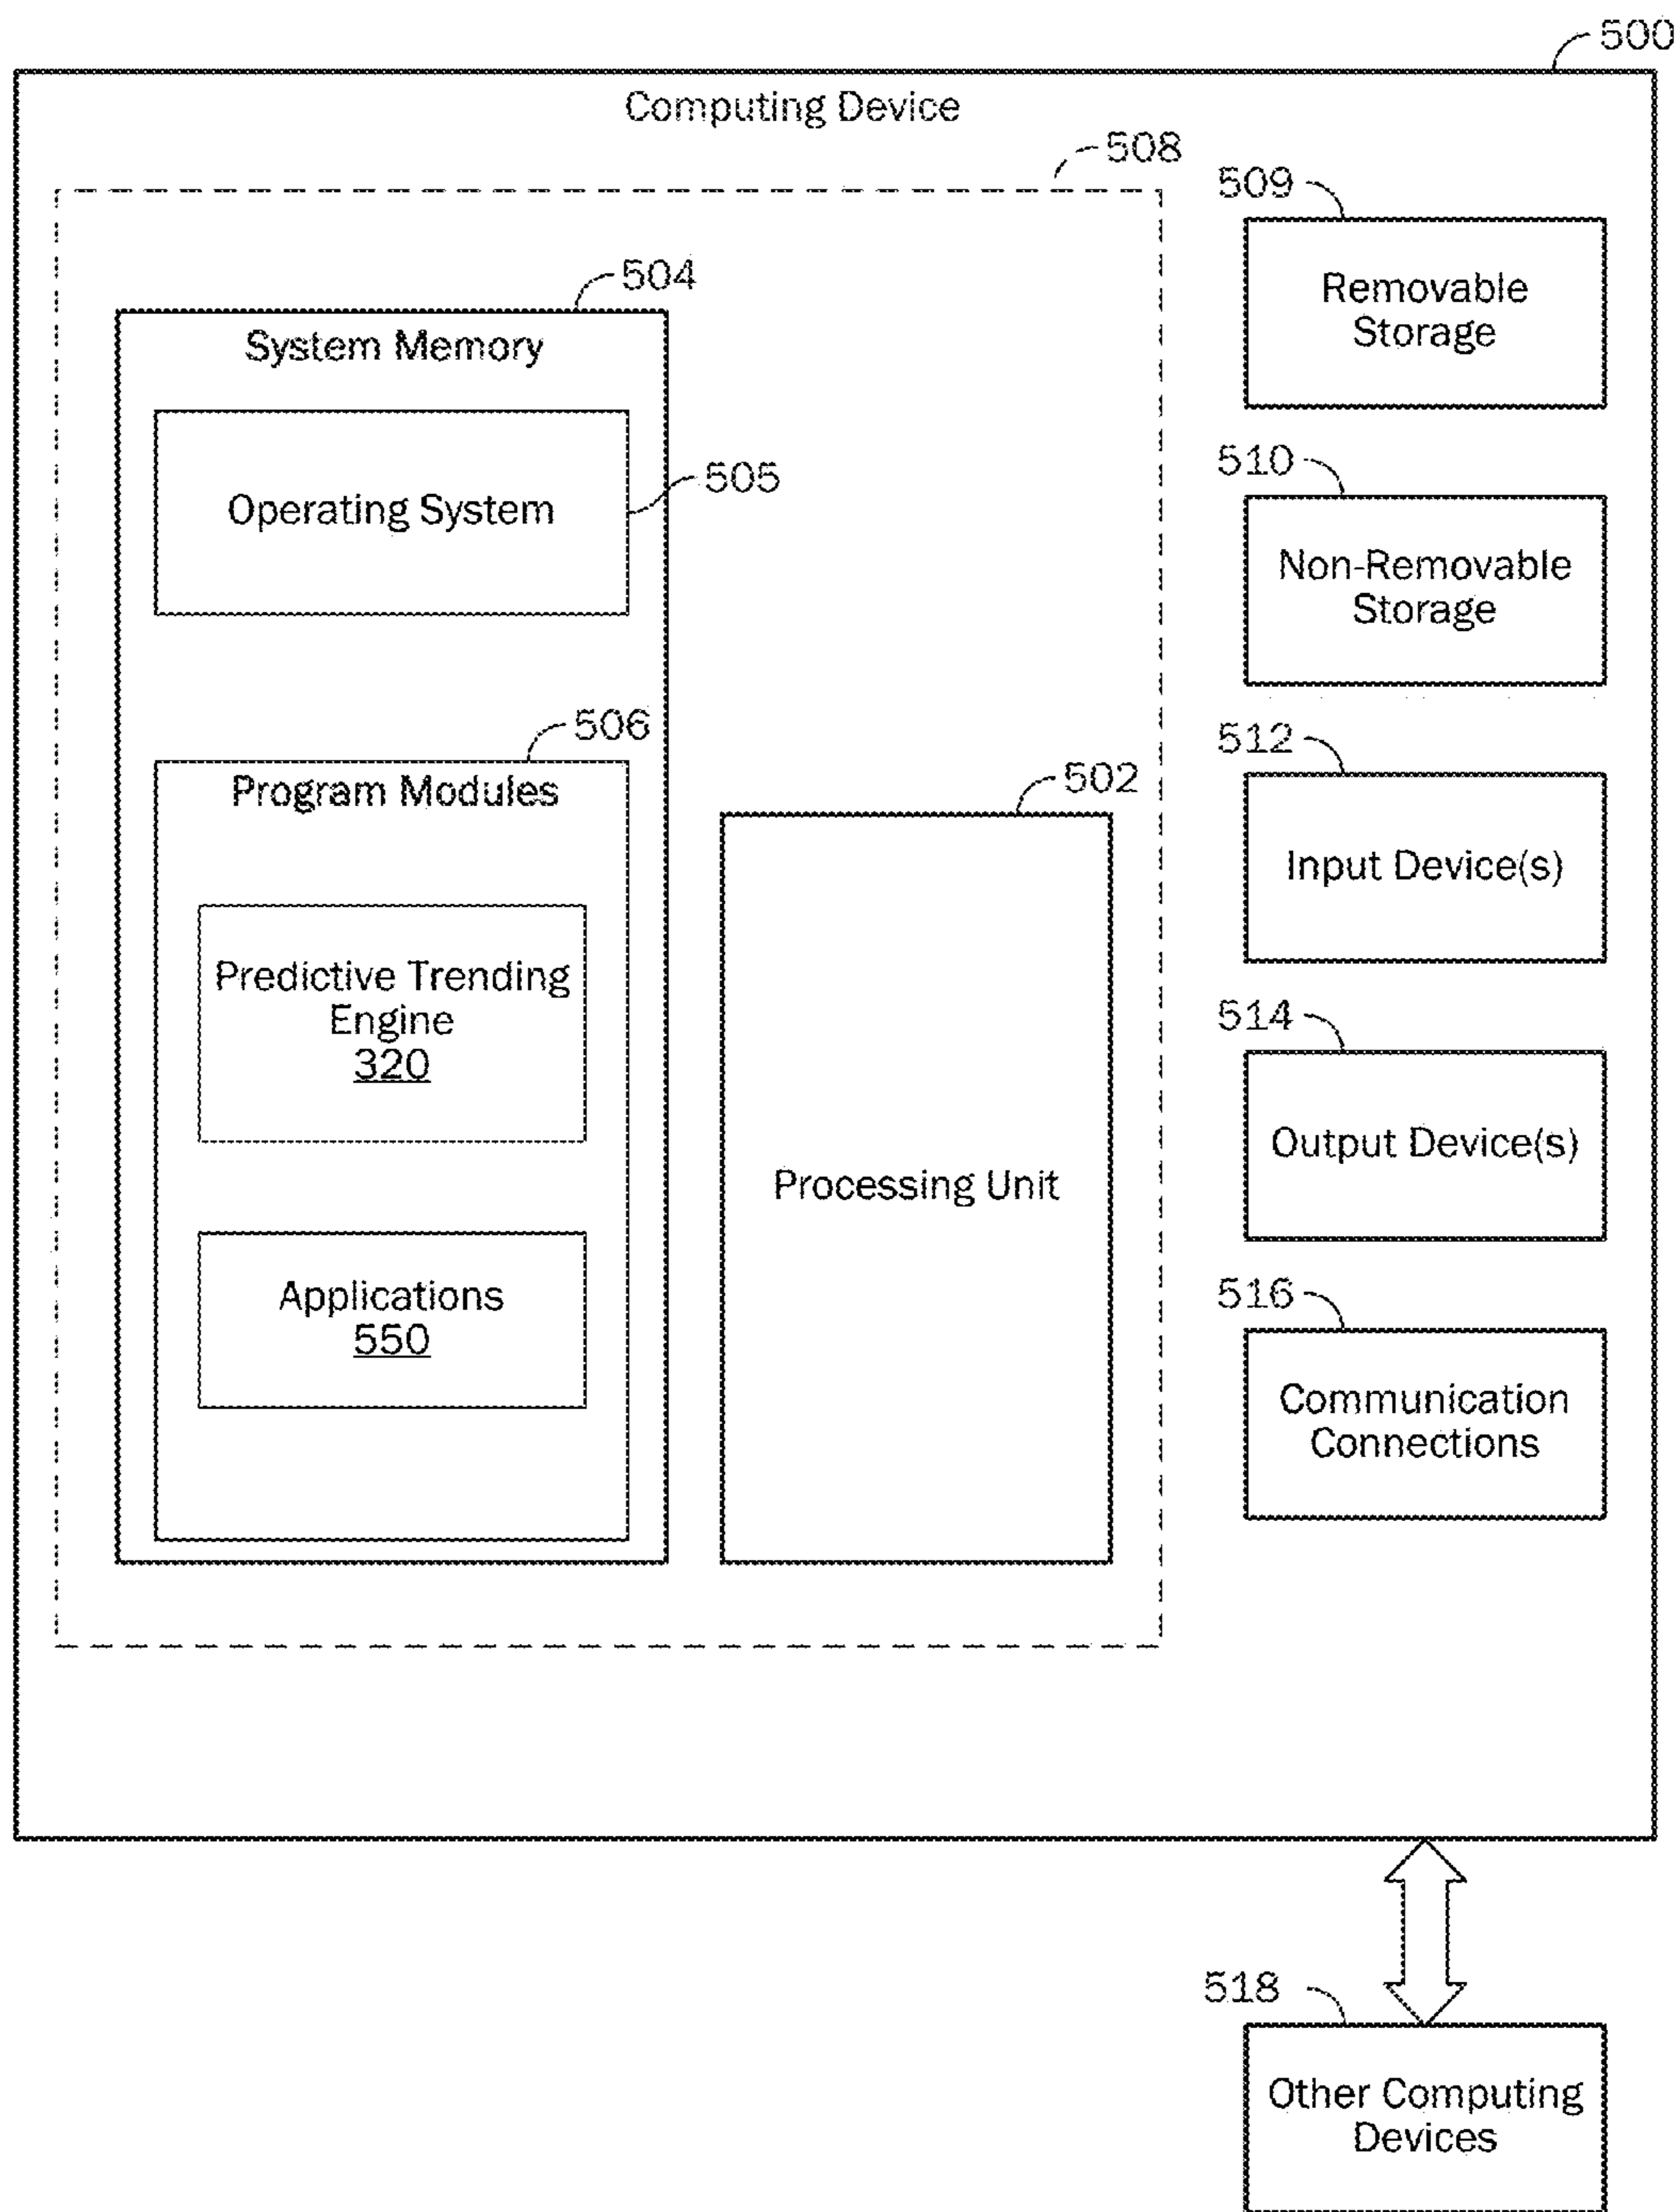 500
Computing Device
508
509
Removable
Storage
504
System Memory
Operating System
505
510
Non-Removable
Storage
506
Program Modules
512
Input Device(s)
502
Processing Unit
Predictive Trending
Engine
320
514
Output Device(s)
Applications
550
516
Communication
Connections
518
Other Computing
Devices